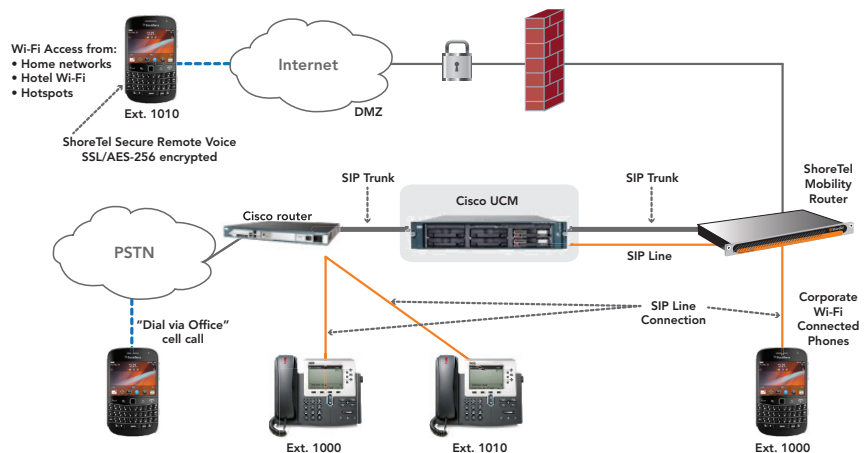 Wi-Fi Access from:
• Home networks
• Hotel Wi-Fi
• Hotspots
Ext. 1010
ShoreTel Secure Remote Voice
SSL/AES-256 encrypted
Internet
DMZ
ShoreTel
Mobility
Router
SIP Trunk
Cisco UCM
SIP Trunk
Cisco router
PSTN
SIP Line
"Dial via Office"
cell call
SIP Line
Connection
Corporate
Wi-Fi
Connected
Phones
Ext. 1000
Ext. 1010
Ext. 1000